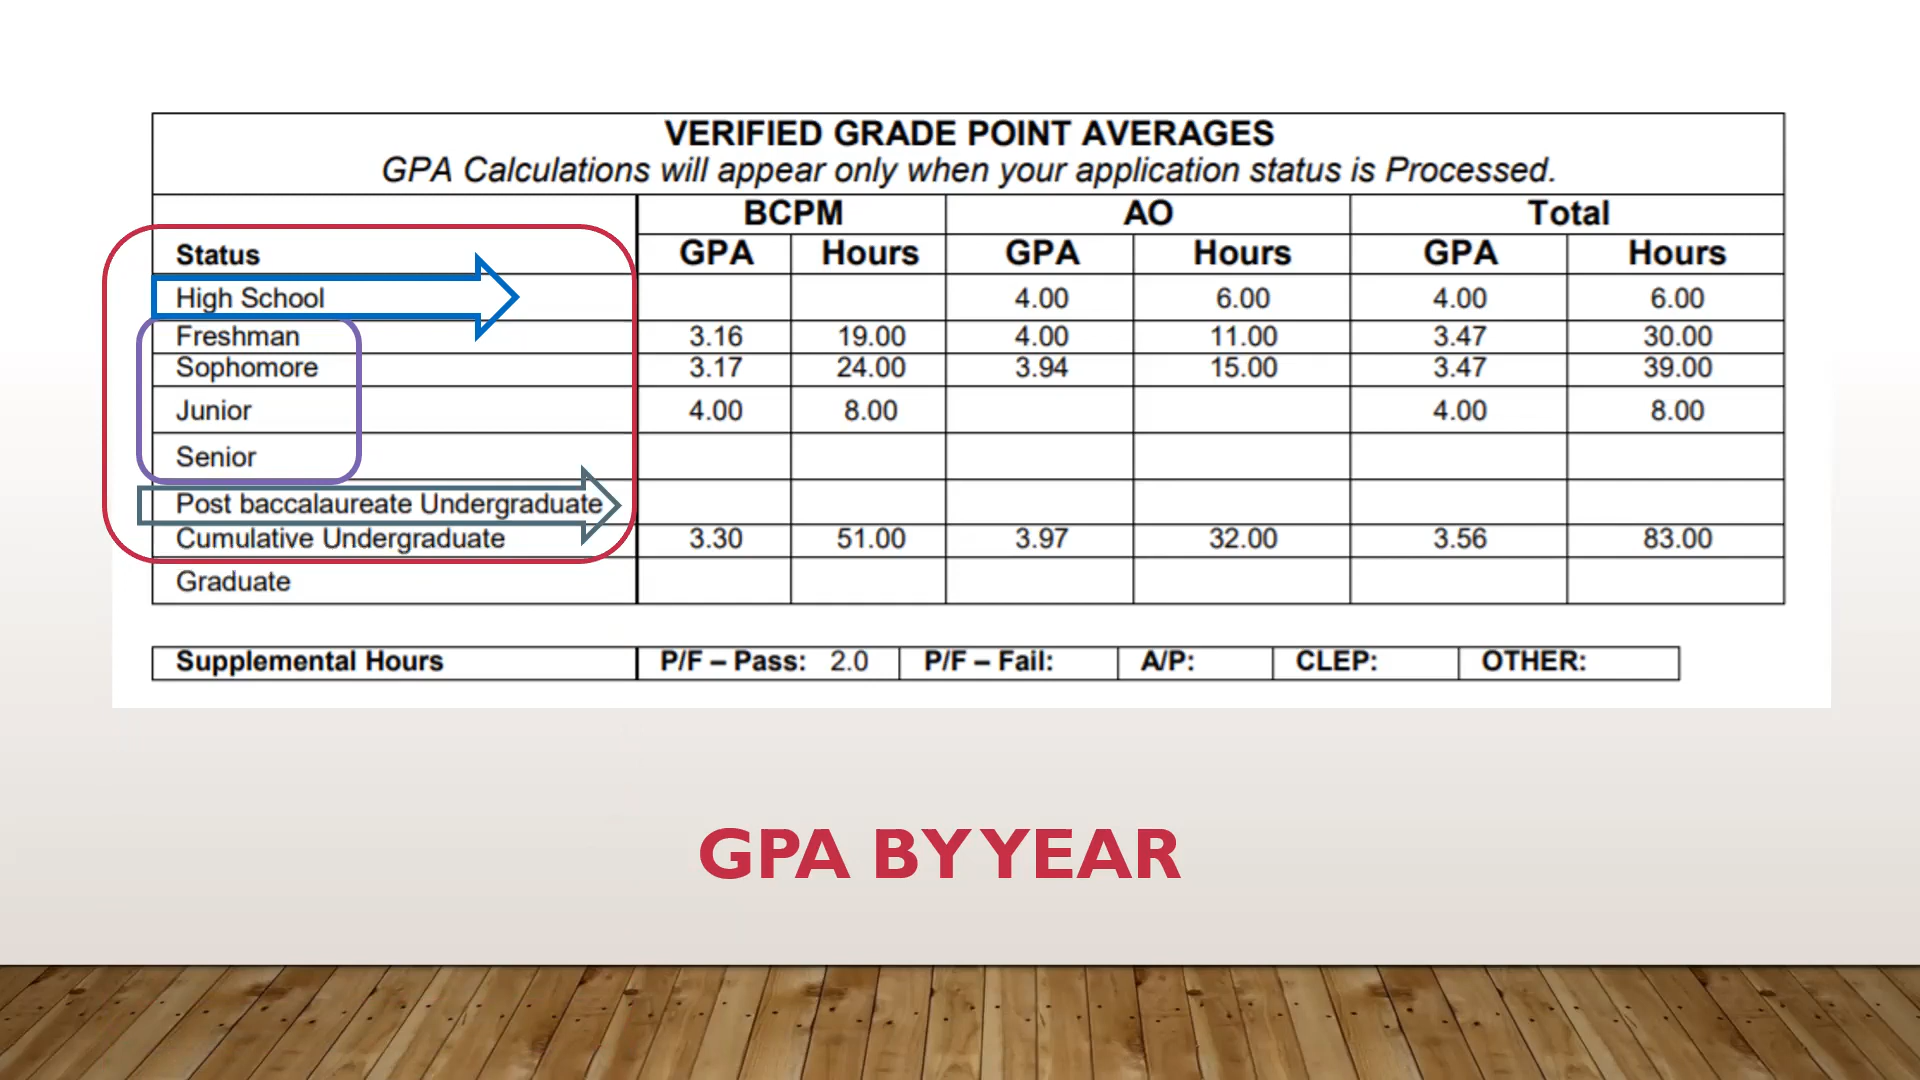 VERIFIED GRADE POINT AVERAGES
GPA Calculations will appear only when your application status is Processed.
BCPM AO Total
Status GPA Hours GPA Hours GPA Hours
High School 4.00 6.00 4.00 6.00
Freshman 3.16 19.00 4.00 11.00 3.47 30.00
Sophomore 3.17 24.00 3.94 15.00 3.47 39.00
Junior 4.00 8.00 4.00 8.00
Senior
Post baccalaureate Undergraduate
Cumulative Undergraduate 3.30 51.00 3.97 32.00 3.56 83.00
Graduate
Supplemental Hours P/F – Pass: 2.0 P/F – Fail: A/P: CLEP: OTHER:
GPA BY YEAR